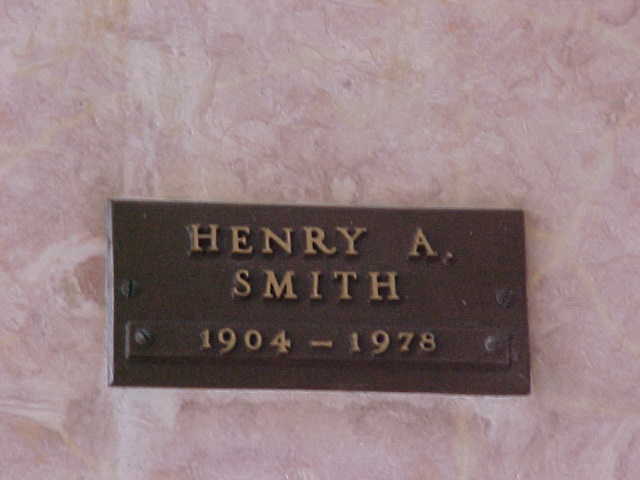 HENRY A.
SMITH
1904 – 1978